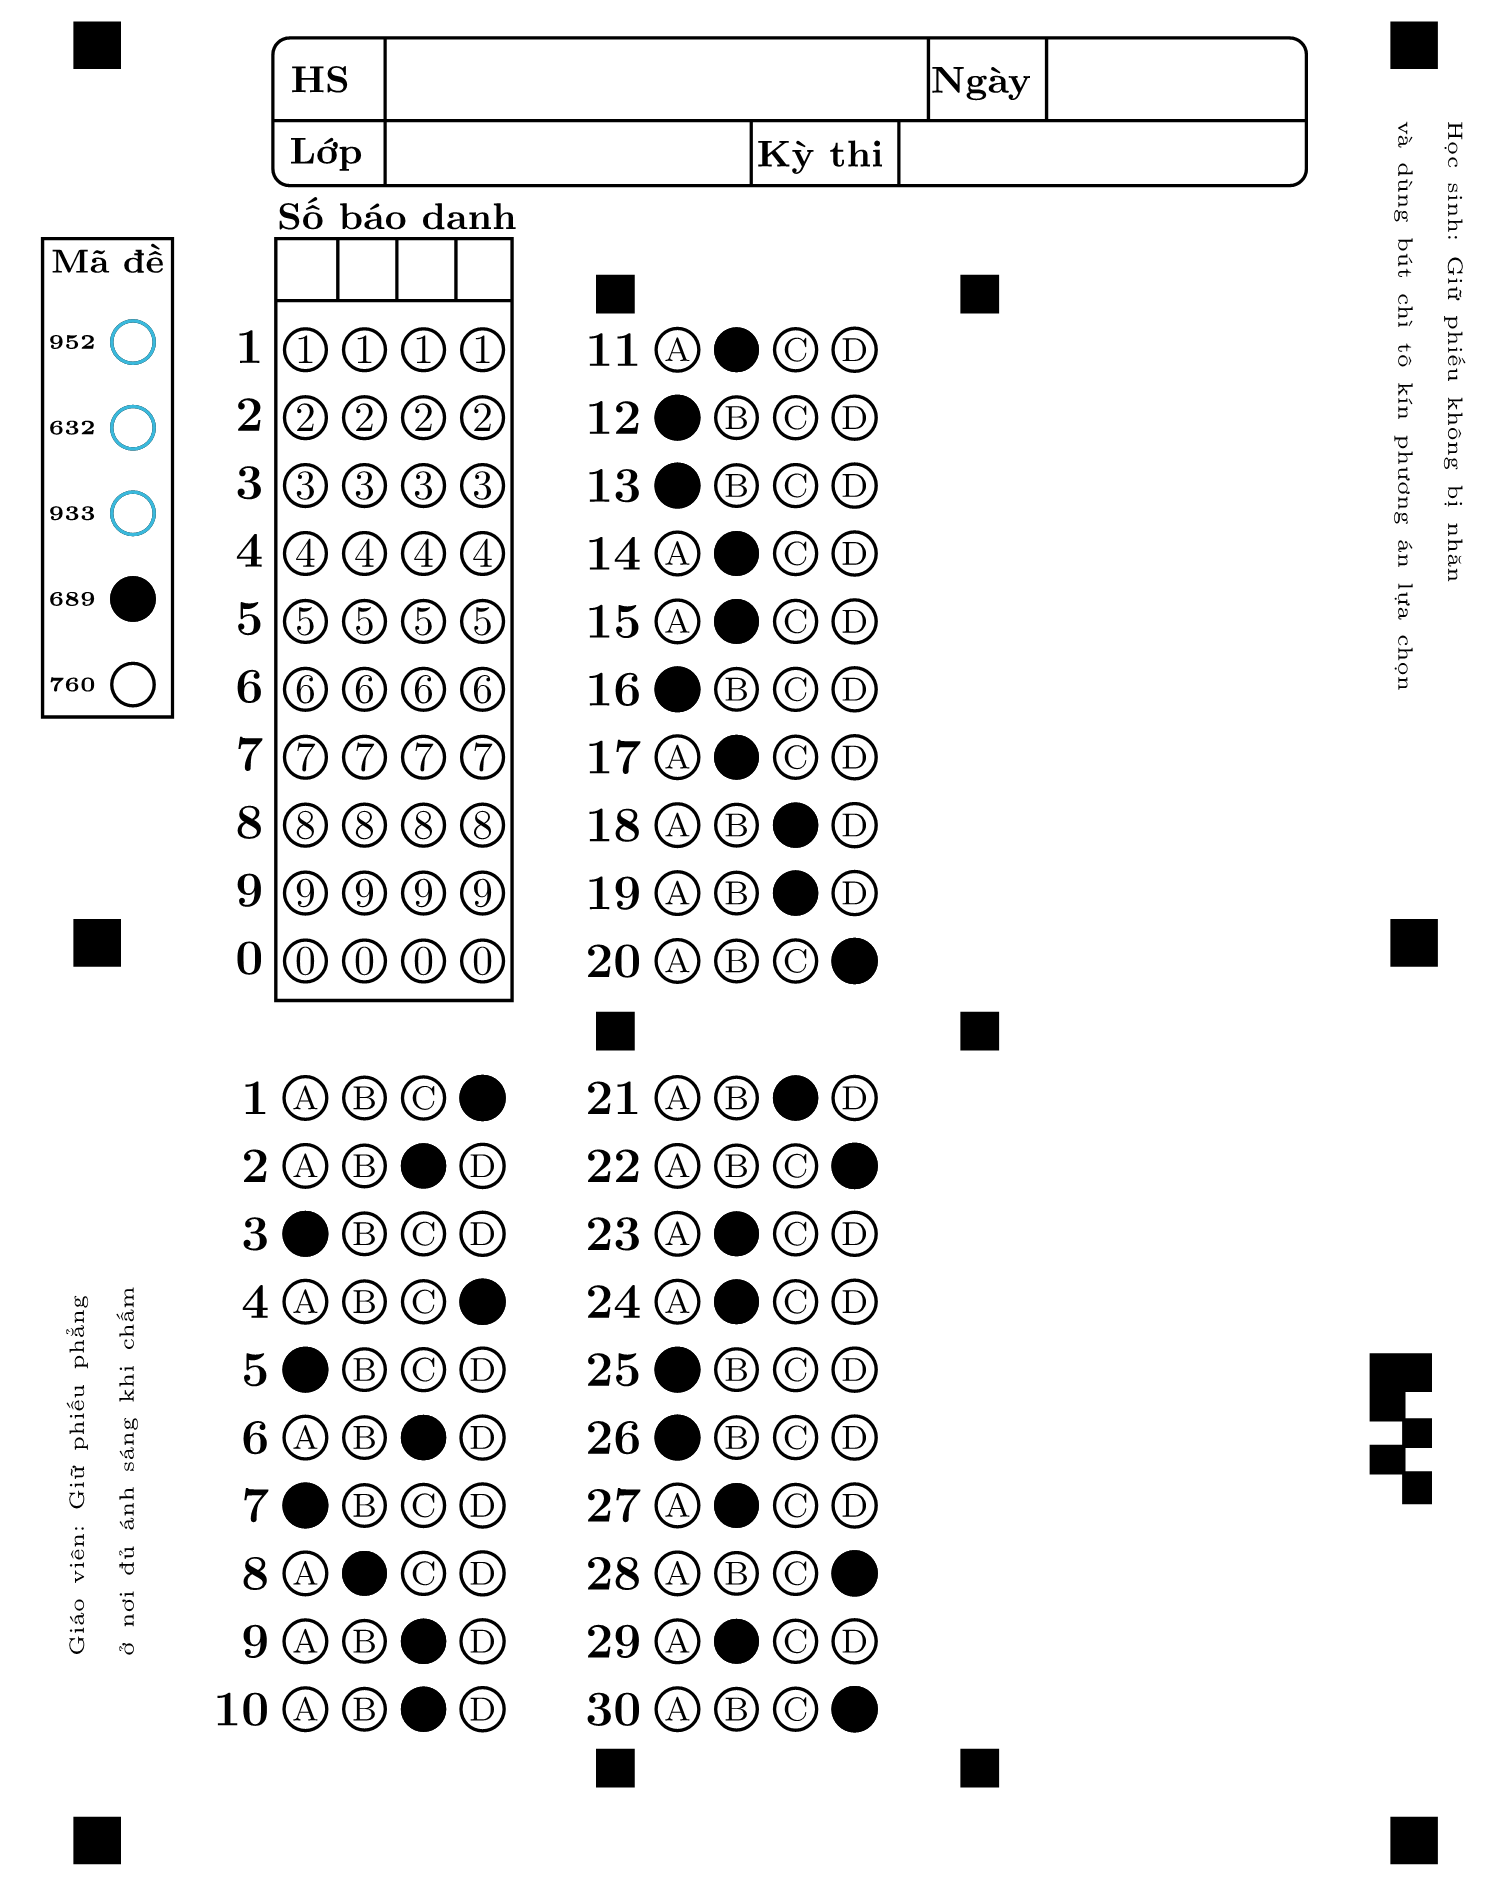 HS
Ngày
Lớp
Kỳ thi
Số báo danh
Mã đề
952
632
933
689
760
1 1 1 1 1
2 2 2 2 2
3 3 3 3 3
4 4 4 4 4
5 5 5 5 5
6 6 6 6 6
7 7 7 7 7
8 8 8 8 8
9 9 9 9 9
0 0 0 0 0
11 A C D
12 B C D
13 B C D
14 A C D
15 A C D
16 B C D
17 A C D
18 A B D
19 A B D
20 A B C
1 A B C
2 A B D
3 B C D
4 A B C
5 B C D
6 A B D
7 B C D
8 A C D
9 A B D
10 A B D
21 A B D
22 A B C
23 A C D
24 A C D
25 B C D
26 B C D
27 A C D
28 A B C
29 A C D
30 A B C
Học sinh: Giữ phiếu không bị nhăn
và dùng bút chì tô kín phương án lựa chọn
Giáo viên: Giữ phiếu phẳng
ở nơi đủ ánh sáng khi chấm